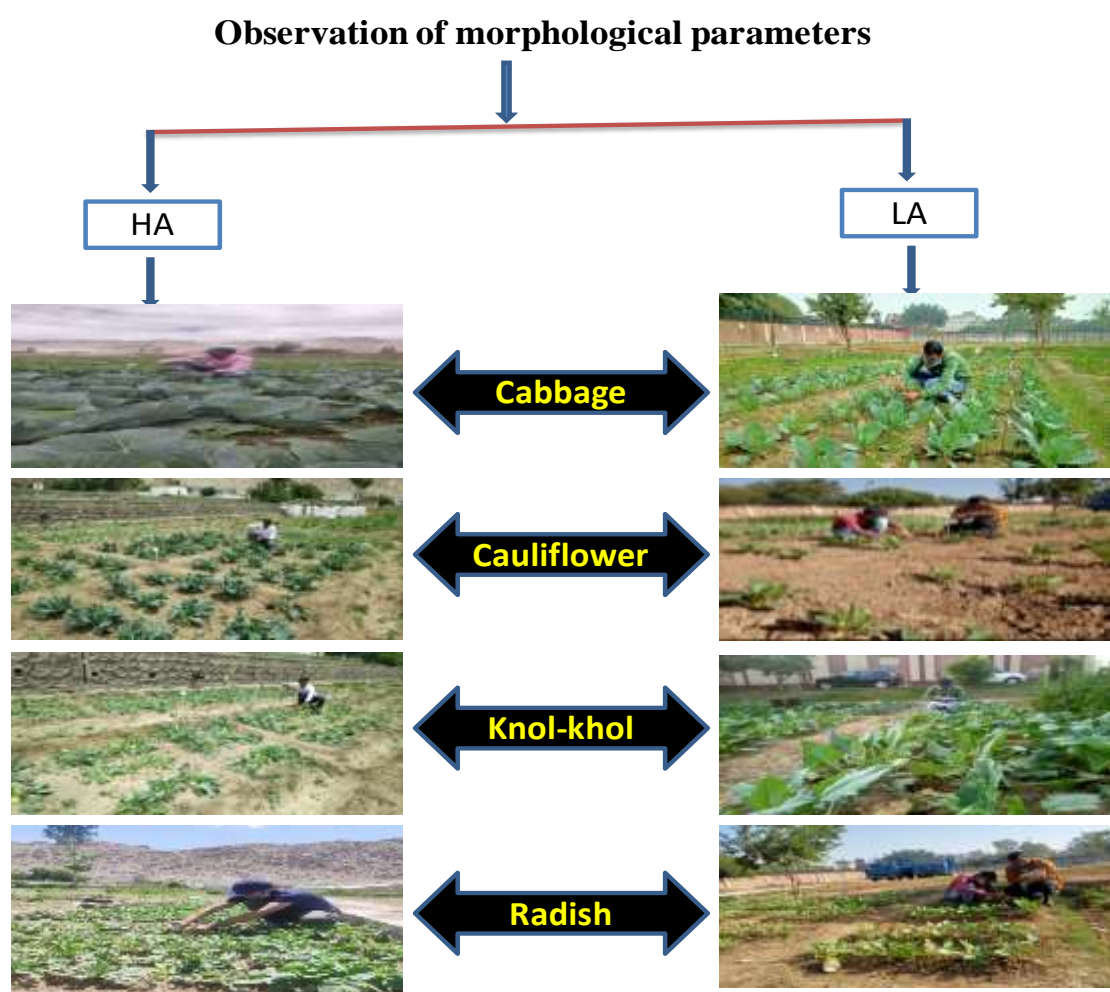 Observation of morphological parameters
HA
LA
Cabbage
Cauliflower
Knol-khol
Radish